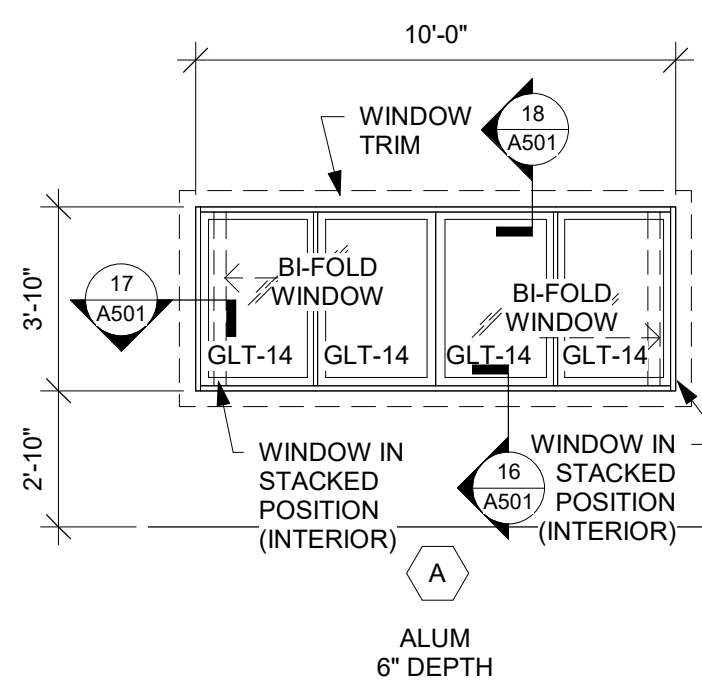 10'-0"
WINDOW
TRIM
18
A501
3'-10"
17
A501
BI-FOLD
WINDOW
BI-FOLD
WINDOW
GLT-14
GLT-14
GLT-14
GLT-14
2'-10"
WINDOW IN
STACKED
POSITION
(INTERIOR)
16
A501
WINDOW IN
STACKED
POSITION
(INTERIOR)
A
ALUM
6" DEPTH